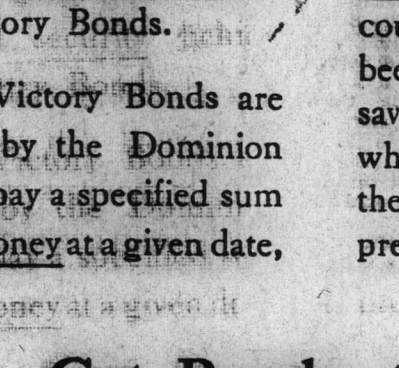 ory Bonds.
Victory Bonds are
by the Dominion
pay a specified sum
oney at a given date,
cou
bee
sav
wh
the
pre